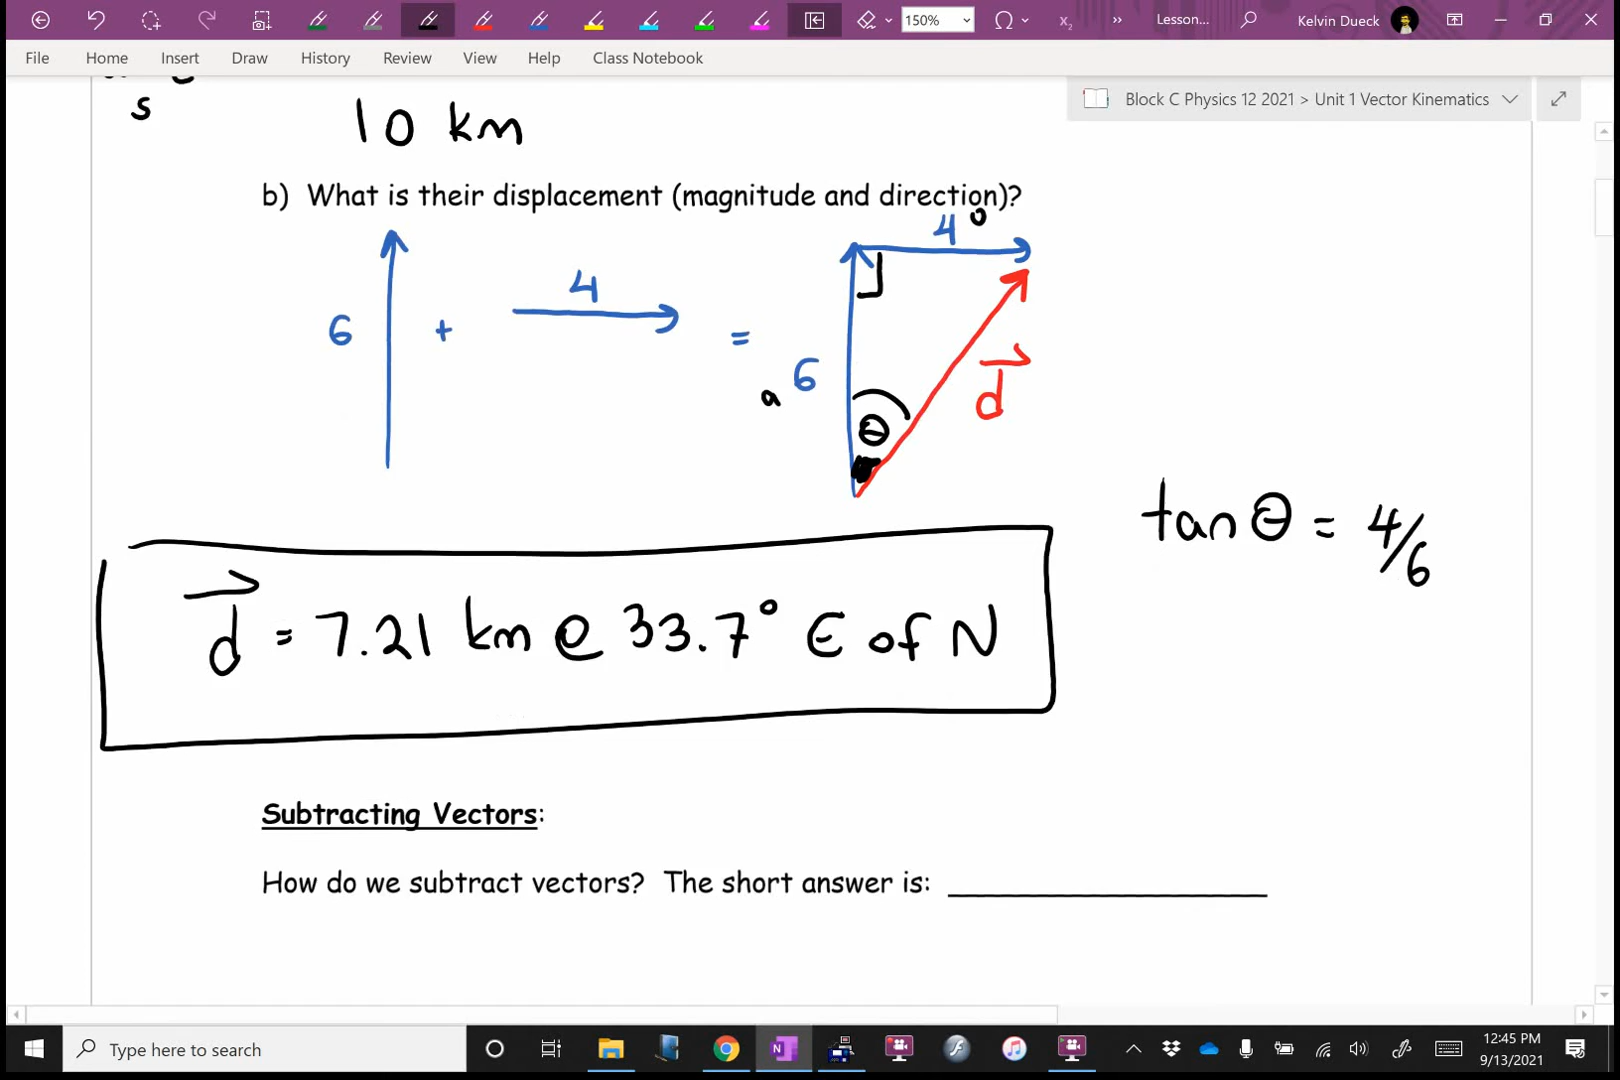 150%
Lesson...
Kelvin Dueck
File Home Insert Draw History Review View Help Class Notebook
Block C Physics 12 2021 > Unit 1 Vector Kinematics
s
10 km
b) What is their displacement (magnitude and direction)?
6 + 4 = 6 4 o
a
θ
d
tan θ = 4/6
d = 7.21 km @ 33.7° E of N
Subtracting Vectors:
How do we subtract vectors? The short answer is:
Type here to search
12:45 PM
9/13/2021